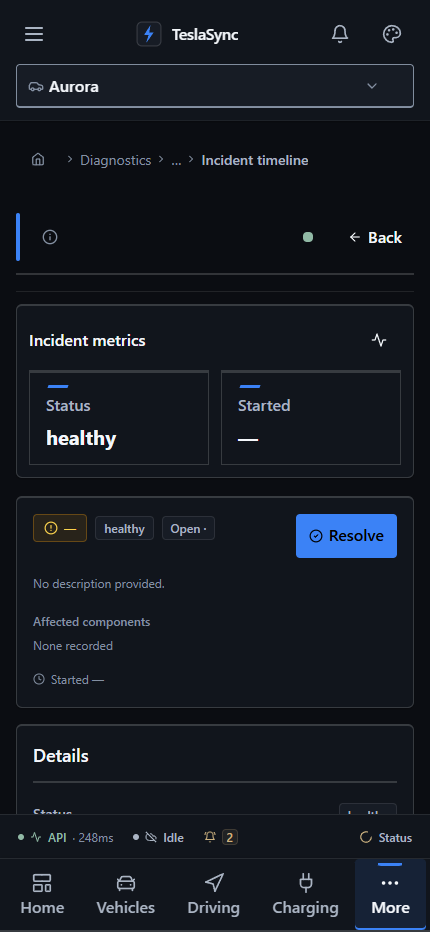 TeslaSync
Aurora
Diagnostics ... Incident timeline
Back
Incident metrics
Status
healthy
Started
—
— healthy Open ·
Resolve
No description provided.
Affected components
None recorded
Started —
Details
Status
API · 248ms Idle 2 Status
Home Vehicles Driving Charging More